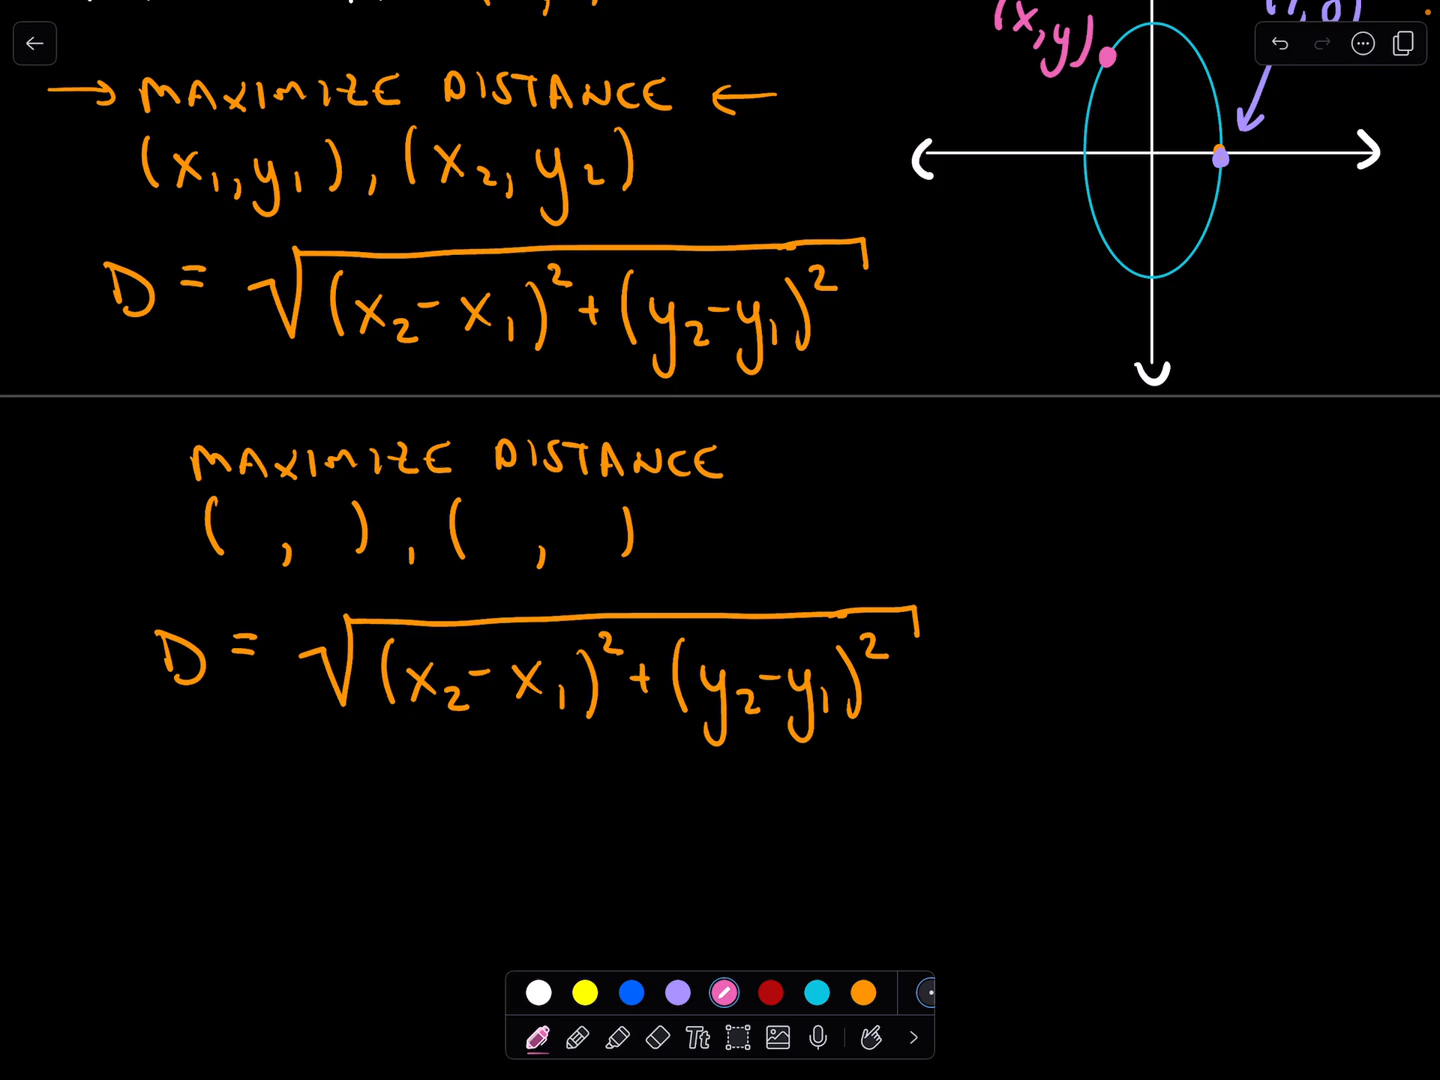 (x,y)
→ MAXIMIZE DISTANCE ←
(x₁,y₁), (x₂,y₂)
D = √((x₂-x₁)²+(y₂-y₁)²)
MAXIMIZE DISTANCE
( , ), ( , )
D = √((x₂-x₁)²+(y₂-y₁)²)
Tt